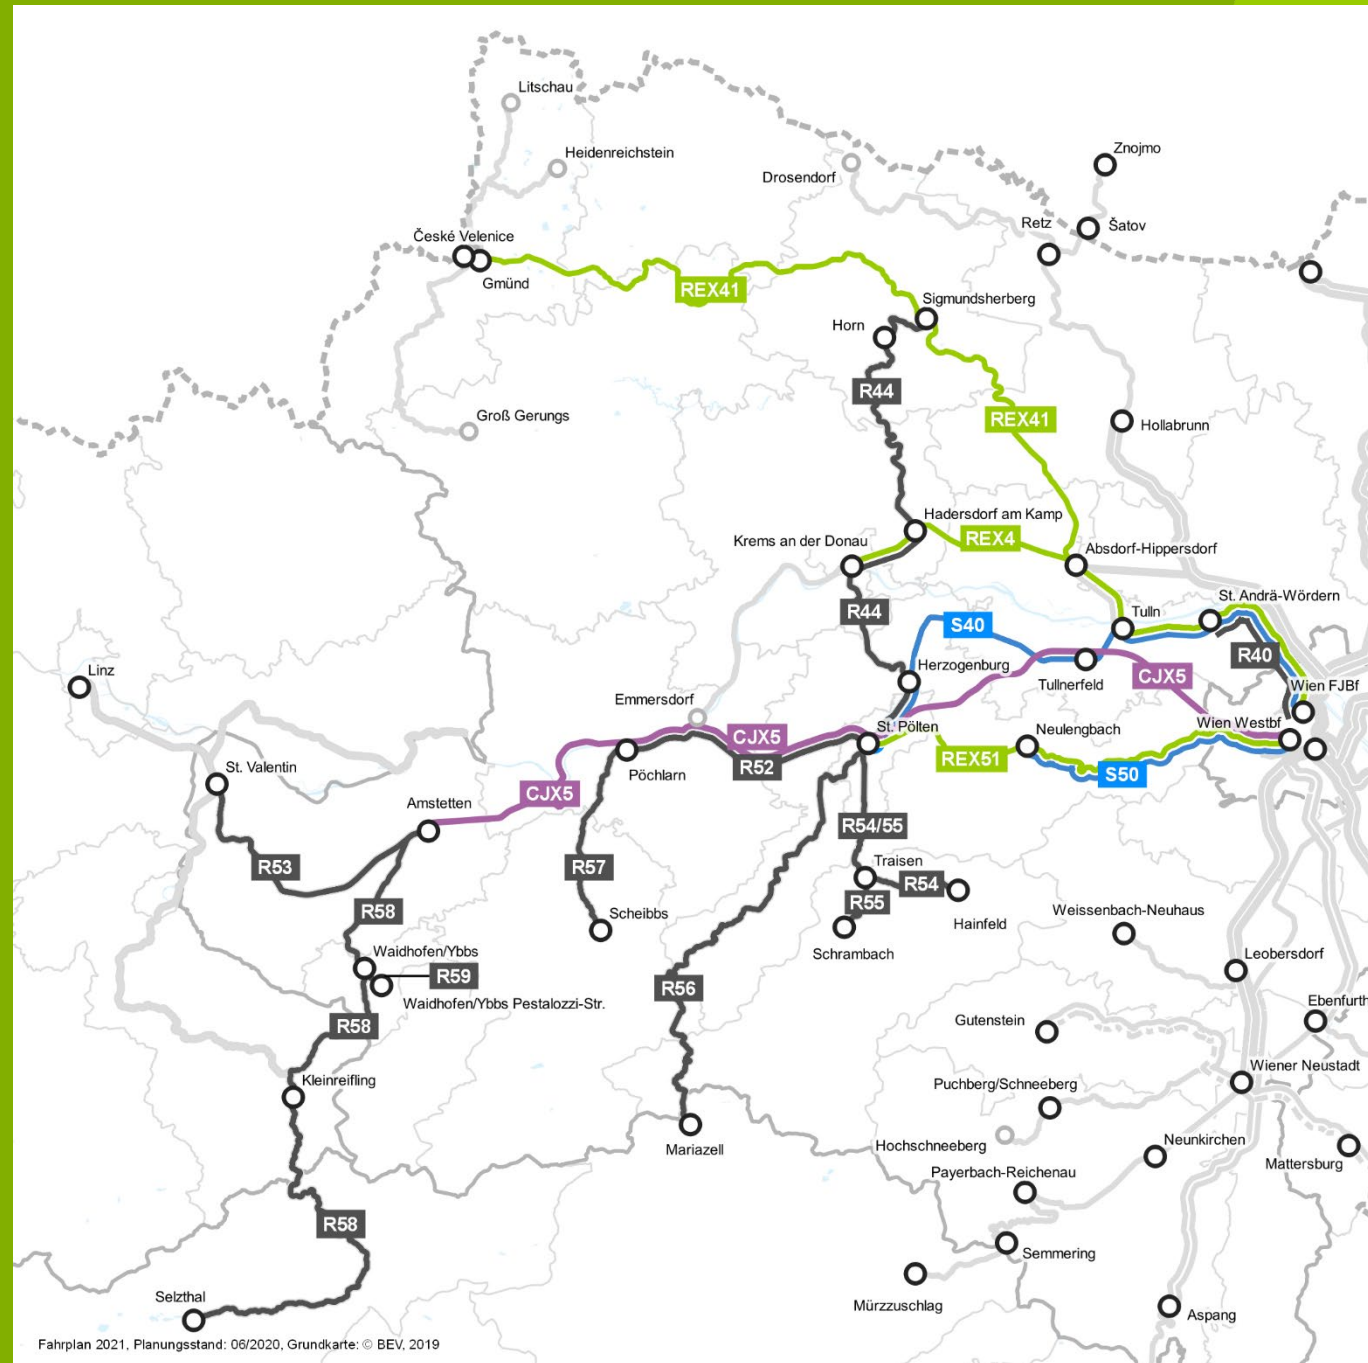 Litschau
Heidenreichstein
Drosendorf
Znojmo
Retz
Šatov
České Velenice
Gmünd
REX41
Sigmundsherberg
Horn
R44
REX41
Groß Gerungs
Hollabrunn
Hadersdorf am Kamp
REX4
Krems an der Donau
Absdorf-Hippersdorf
R44
St. Andrä-Wördern
Tulln
S40
R40
Linz
Herzogenburg
Tullnerfeld
CJX5
Wien FJBf
Emmersdorf
St. Pölten
Wien Westbf
Neulengbach
CJX5
R52
REX51
S50
Pöchlarn
St. Valentin
CJX5
Amstetten
R54/55
R53
R57
Traisen
R54
R55
R58
Scheibbs
Hainfeld
Weissenbach-Neuhaus
Schrambach
Waidhofen/Ybbs
R59
Leobersdorf
R56
Waidhofen/Ybbs Pestalozzi-Str.
Ebenfurth
R58
Gutenstein
Kleinreifling
Wiener Neustadt
Puchberg/Schneeberg
Mariazell
Hochschneeberg
Neunkirchen
Mattersburg
Payerbach-Reichenau
R58
Semmering
Selzthal
Mürzzuschlag
Aspang
Fahrplan 2021, Planungsstand: 06/2020, Grundkarte: © BEV, 2019